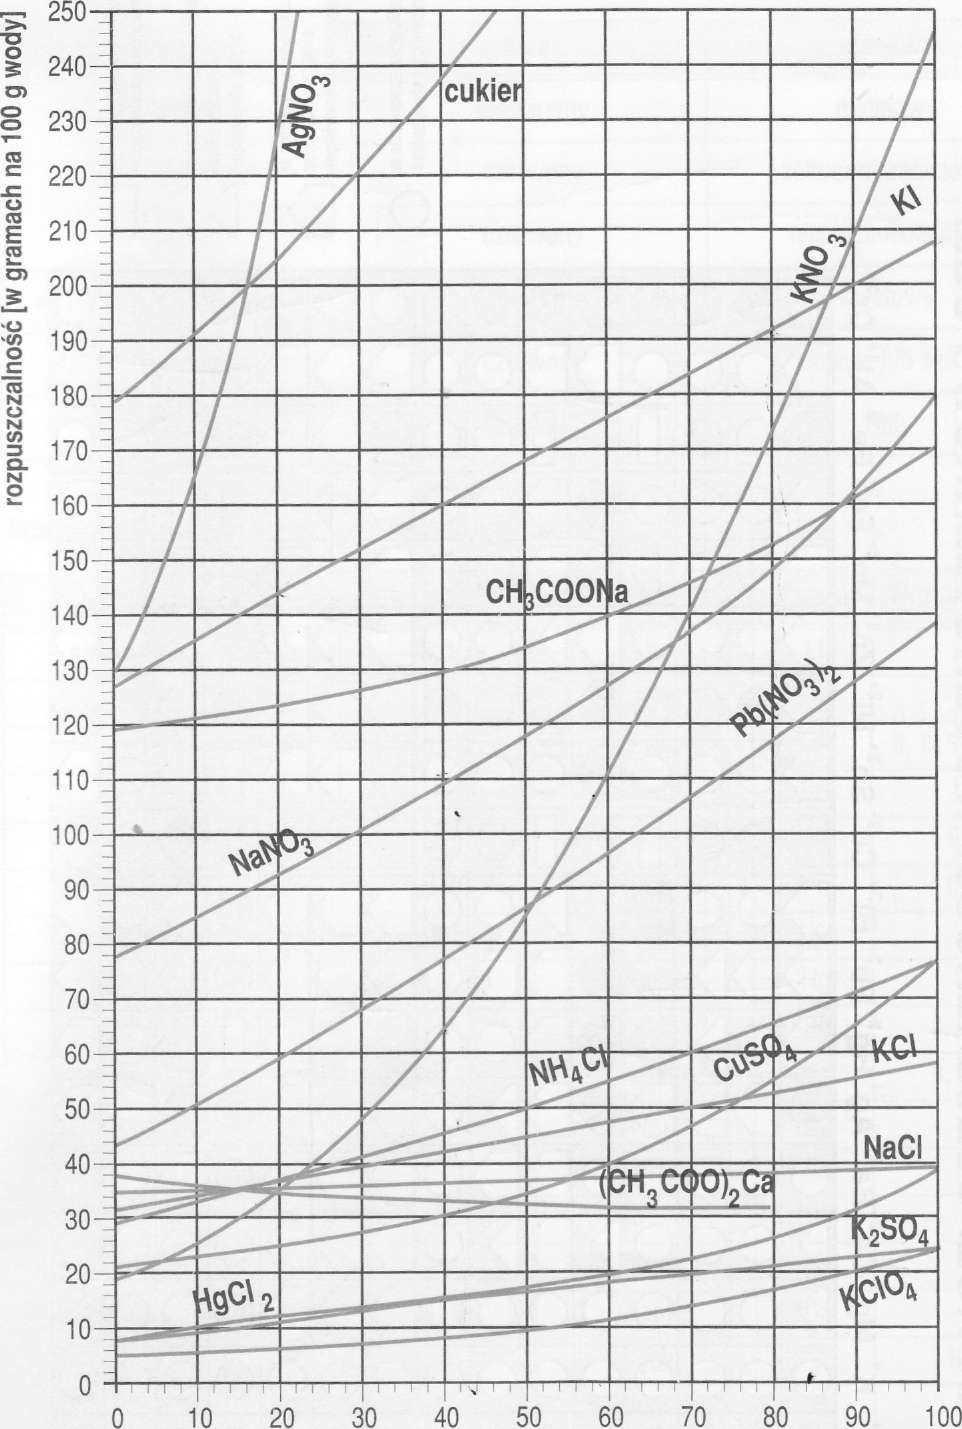 rozpuszczalność [w gramach na 100 g wody]
250
240
230
220
210
200
190
180
170
160
150
140
130
120
110
100
90
80
70
60
50
40
30
20
10
0
AgNO3
cukier
KNO3
KI
CH3COONa
Pb(NO3)2
NaNO3
NH4Cl
CuSO4
KCl
NaCl
(CH3COO)2Ca
K2SO4
HgCl2
KClO4
0 10 20 30 40 50 60 70 80 90 100